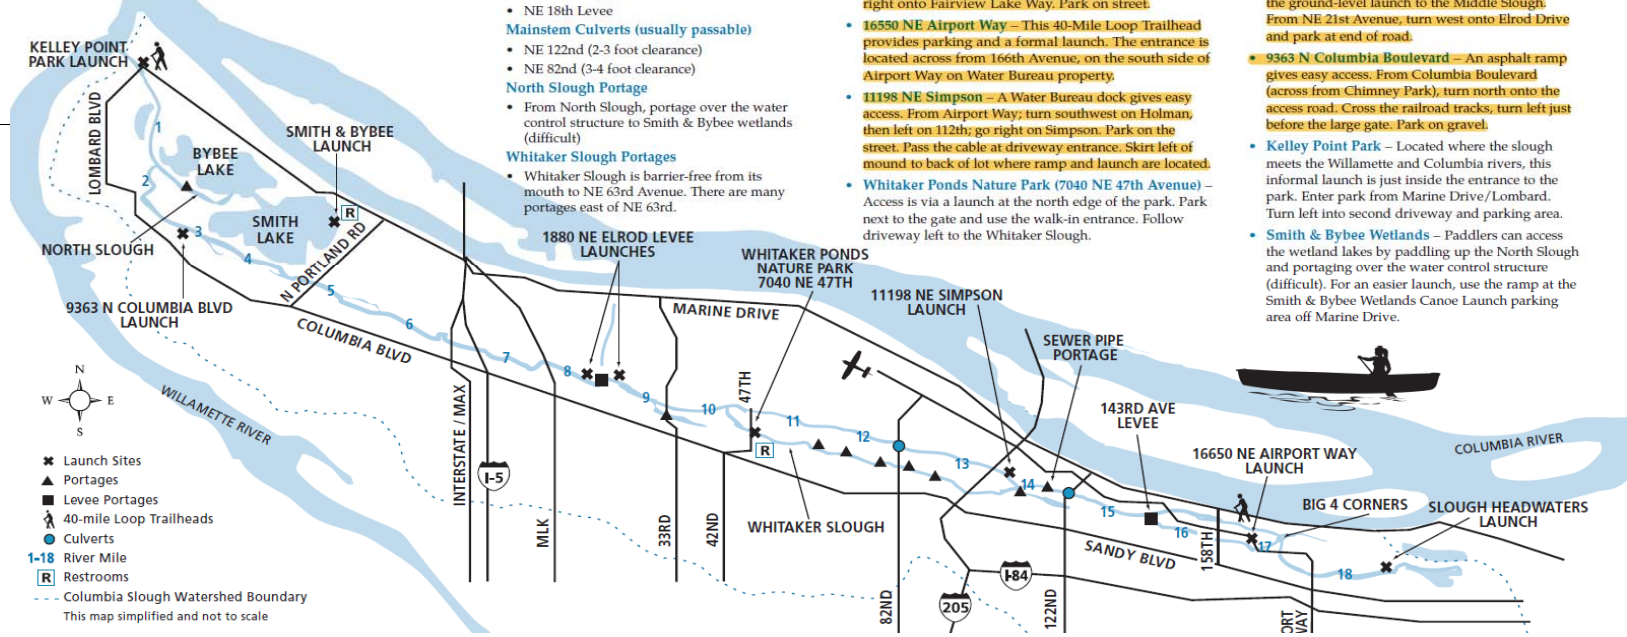 • NE 18th Levee
Mainstem Culverts (usually passable)
• NE 122nd (2-3 foot clearance)
• NE 82nd (3-4 foot clearance)
North Slough Portage
• From North Slough, portage over the water
control structure to Smith & Bybee wetlands
(difficult)
Whitaker Slough Portages
• Whitaker Slough is barrier-free from its
mouth to NE 63rd Avenue. There are many
portages east of NE 63rd.
right onto Fairview Lake Way. Park on street.
• 16550 NE Airport Way – This 40-Mile Loop Trailhead
provides parking and a formal launch. The entrance is
located across from 166th Avenue, on the south side of
Airport Way on Water Bureau property.
• 11198 NE Simpson – A Water Bureau dock gives easy
access. From Airport Way; turn southwest on Holman,
then left on 112th; go right on Simpson. Park on the
street. Pass the cable at driveway entrance. Skirt left of
mound to back of lot where ramp and launch are located.
• Whitaker Ponds Nature Park (7040 NE 47th Avenue) –
Access is via a launch at the north edge of the park. Park
next to the gate and use the walk-in entrance. Follow
driveway left to the Whitaker Slough.
the ground-level launch to the Middle Slough.
From NE 21st Avenue, turn west onto Elrod Drive
and park at end of road.
• 9363 N Columbia Boulevard – An asphalt ramp
gives easy access. From Columbia Boulevard
(across from Chimney Park), turn north onto the
access road. Cross the railroad tracks, turn left just
before the large gate. Park on gravel.
• Kelley Point Park – Located where the slough
meets the Willamette and Columbia rivers, this
informal launch is just inside the entrance to the
park. Enter park from Marine Drive/Lombard.
Turn left into second driveway and parking area.
• Smith & Bybee Wetlands – Paddlers can access
the wetland lakes by paddling up the North Slough
and portaging over the water control structure
(difficult). For an easier launch, use the ramp at the
Smith & Bybee Wetlands Canoe Launch parking
area off Marine Drive.
KELLEY POINT
PARK LAUNCH
LOMBARD BLVD
1
BYBEE
LAKE
SMITH & BYBEE
LAUNCH
2
R
SMITH
LAKE
3
NORTH SLOUGH
4
N PORTLAND RD
5
9363 N COLUMBIA BLVD
LAUNCH
6
COLUMBIA BLVD
7
1880 NE ELROD LEVEE
LAUNCHES
8
MARINE DRIVE
WHITAKER PONDS
NATURE PARK
7040 NE 47TH
9
10
47TH
11
R
12
11198 NE SIMPSON
LAUNCH
SEWER PIPE
PORTAGE
13
14
143RD AVE
LEVEE
15
16650 NE AIRPORT WAY
LAUNCH
16
17
BIG 4 CORNERS
SLOUGH HEADWATERS
LAUNCH
18
COLUMBIA RIVER
WILLAMETTE RIVER
INTERSTATE / MAX
I-5
MLK
33RD
42ND
WHITAKER SLOUGH
82ND
205
I-84
122ND
SANDY BLVD
158TH
ORT
WAY
N
W E
S
Launch Sites
Portages
Levee Portages
40-mile Loop Trailheads
Culverts
1-18 River Mile
R Restrooms
Columbia Slough Watershed Boundary
This map simplified and not to scale